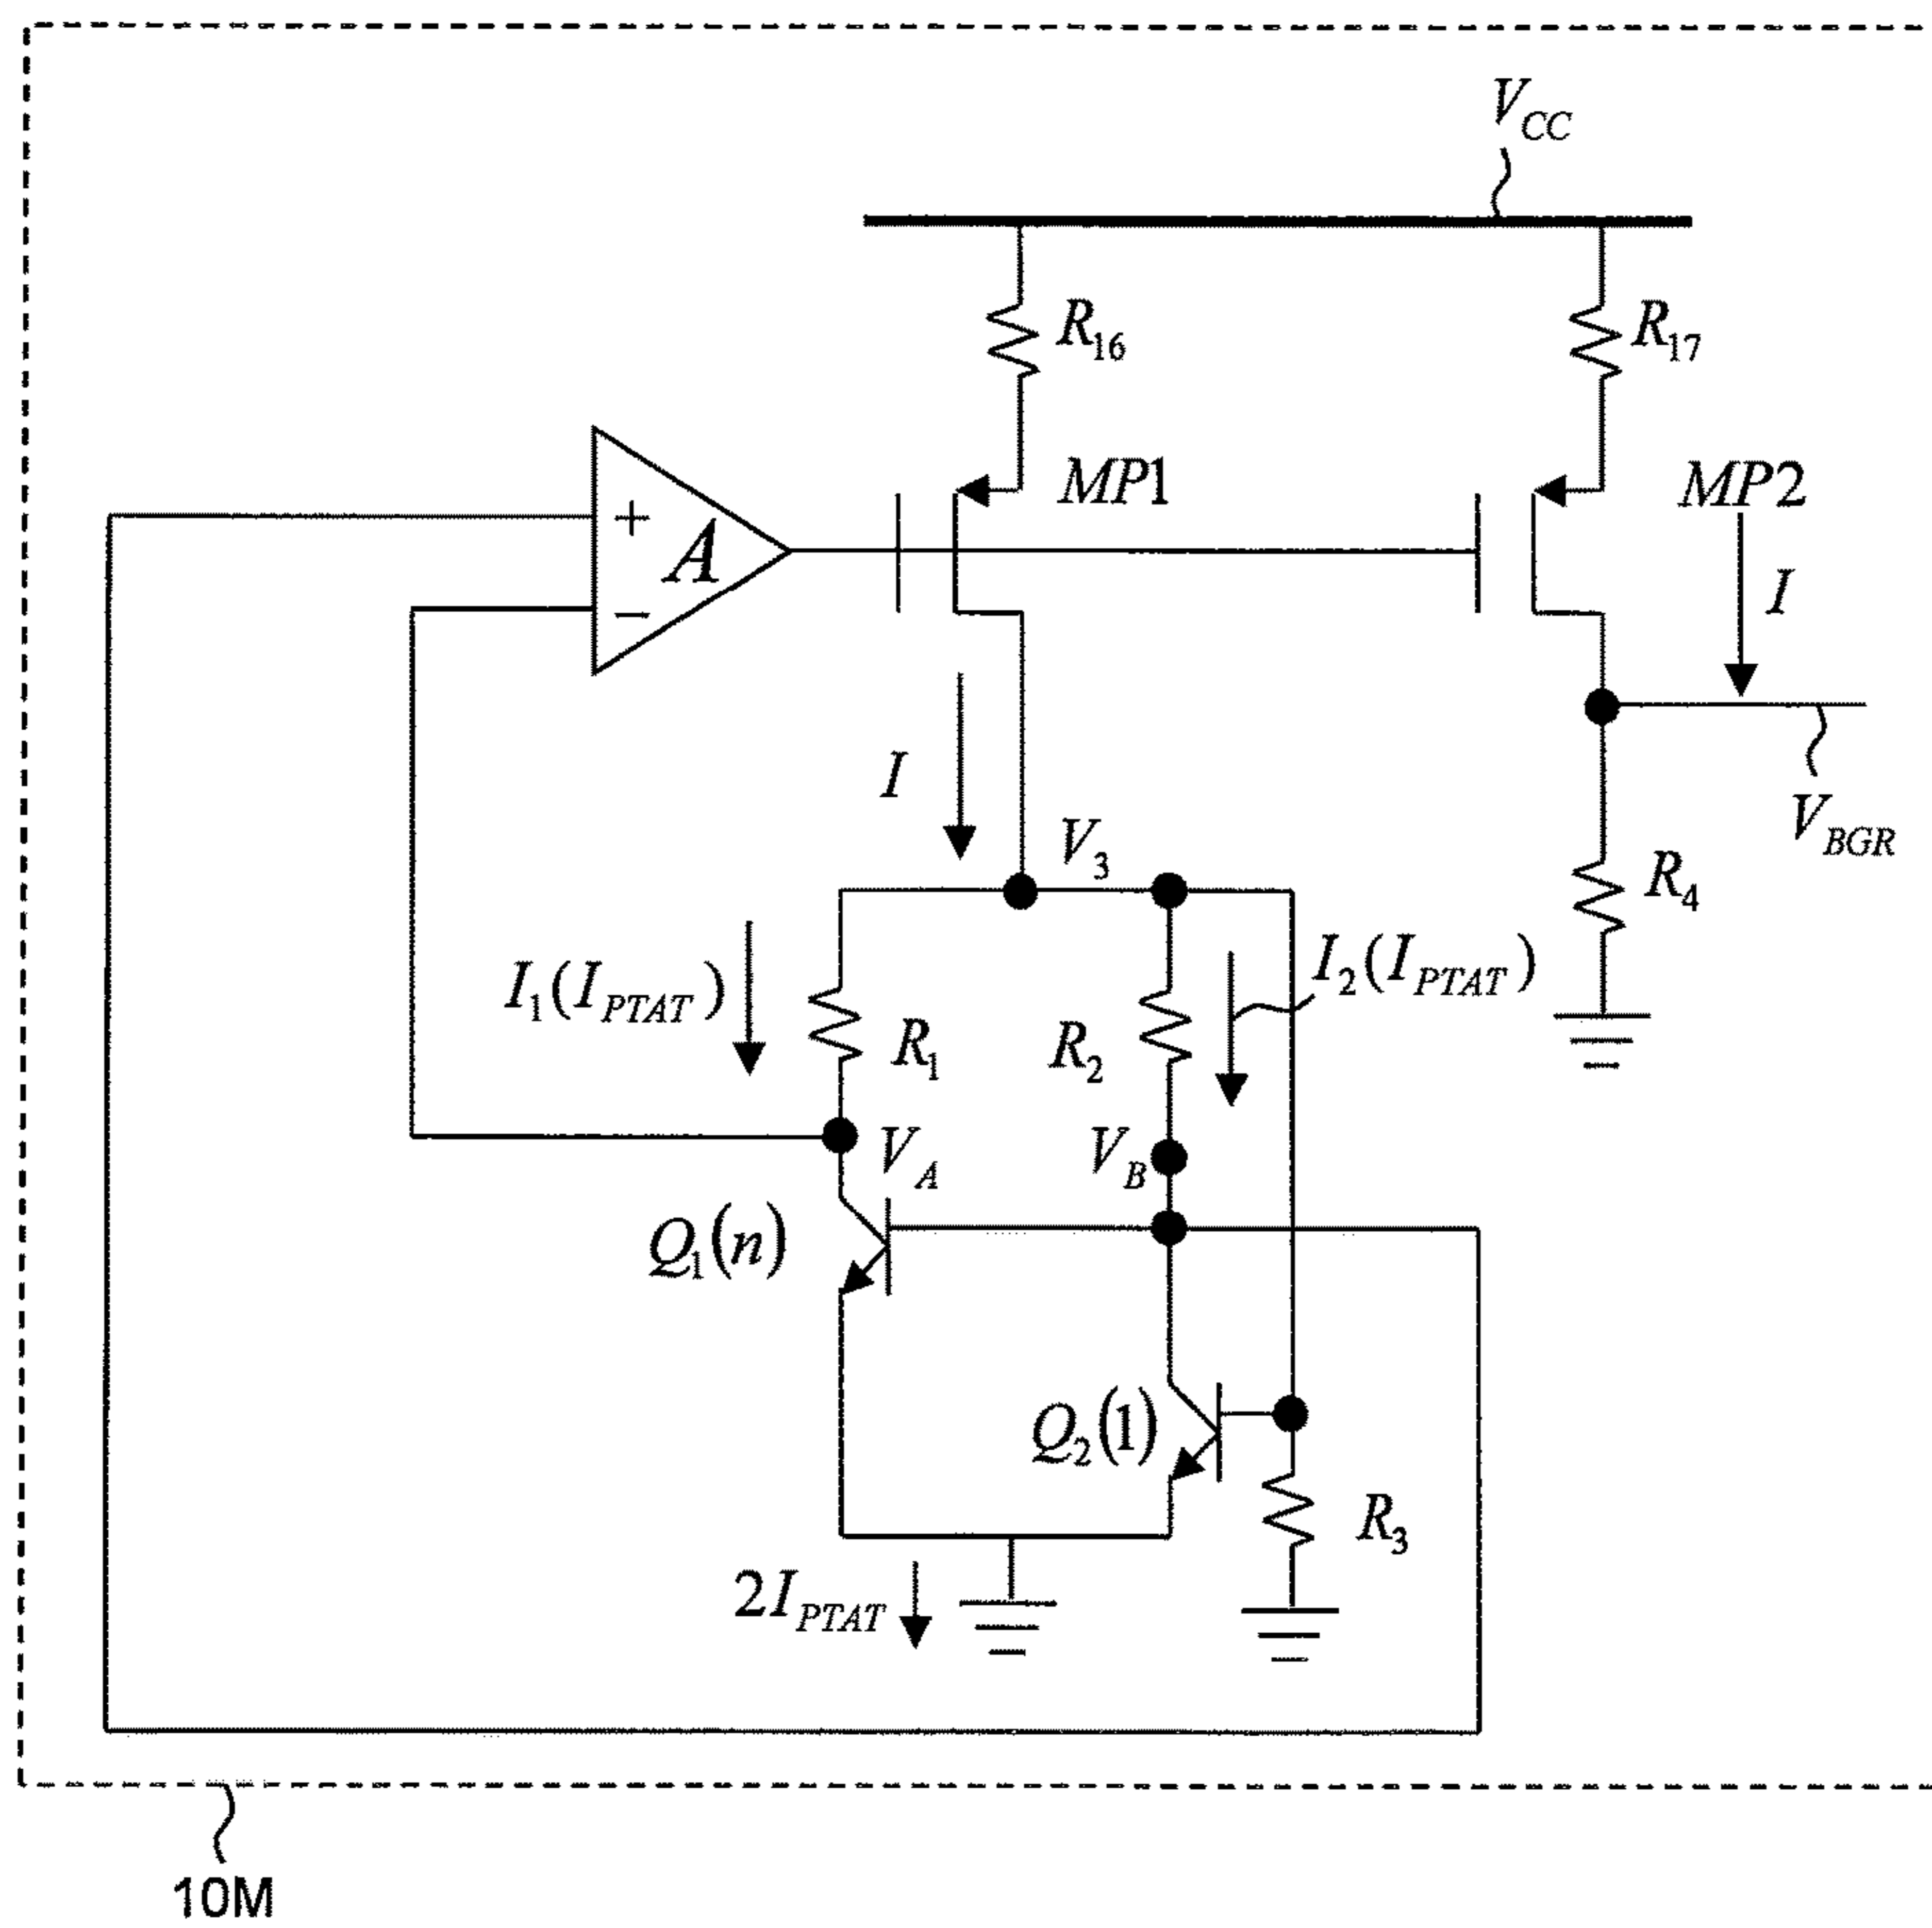 V_CC
R_16
R_17
+
A
−
MP1
MP2
I
I
V_BGR
V_3
R_4
I_1(I_PTAT)
I_2(I_PTAT)
R_1
R_2
V_A
V_B
Q_1(n)
Q_2(1)
R_3
2I_PTAT
10M